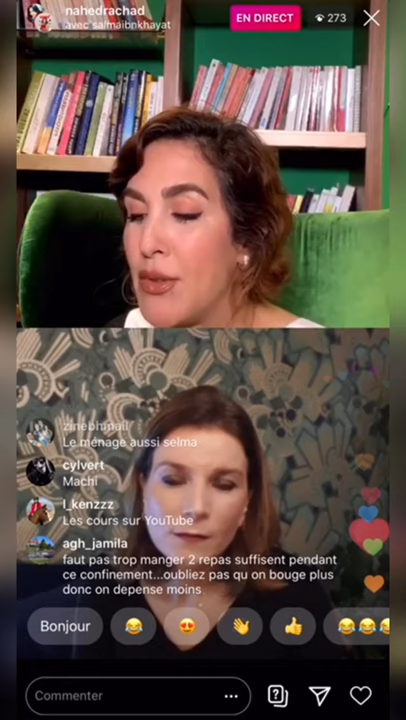 nahedrachad
avec salmaibnkhayat
EN DIRECT
273
Le ménage aussi selma
cylvert
Machi
l_kenzzz
Les cours sur YouTube
agh_jamila
faut pas trop manger 2 repas suffisent pendant
ce confinement...oubliez pas qu on bouge plus
donc on depense moins
Bonjour
Commenter